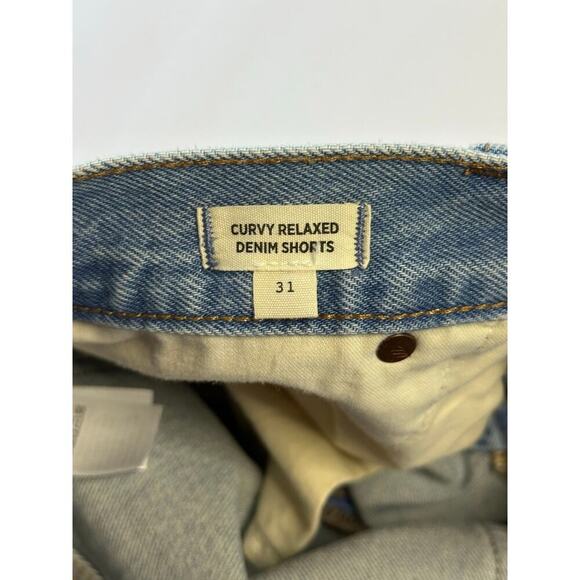 CURVY RELAXED
DENIM SHORTS
31